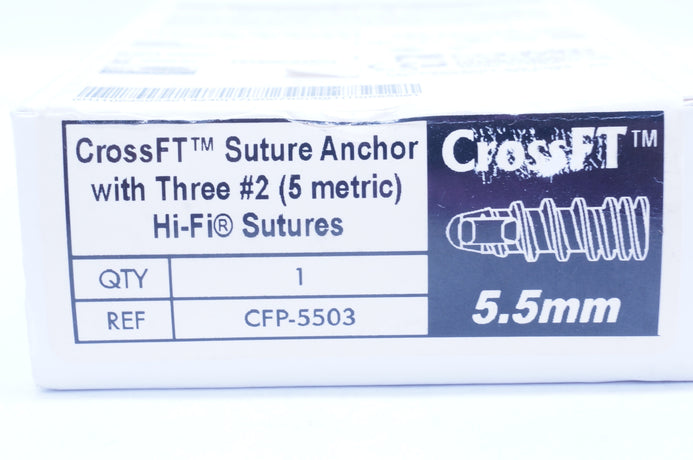 CrossFT™ Suture Anchor
with Three #2 (5 metric)
Hi-Fi® Sutures
QTY 1
REF CFP-5503
CrossFT™
5.5mm